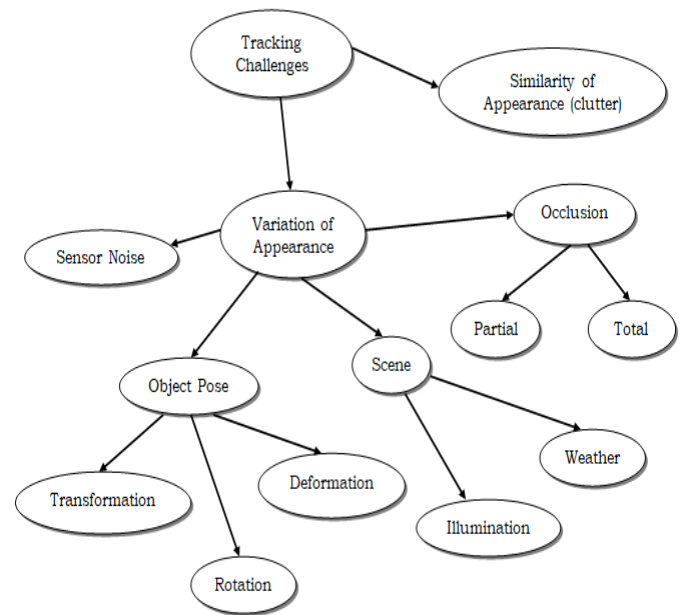 Tracking
Challenges
Similarity of
Appearance (clutter)
Variation of
Appearance
Occlusion
Sensor Noise
Partial
Total
Scene
Object Pose
Weather
Deformation
Transformation
Illumination
Rotation